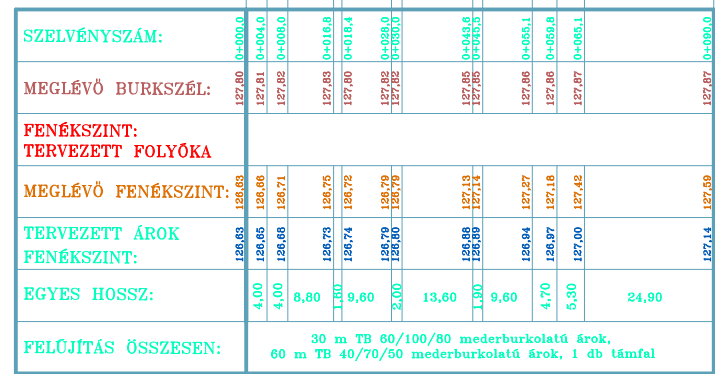 SZELVÉNYSZÁM: 0+000,0 0+004,0 0+008,0 0+016,8 0+018,4 0+028,0 0+030,0 0+043,6 0+045,5 0+055,1 0+059,8 0+065,1 0+090,0
MEGLÉVŐ BURKSZÉL: 127,80 127,81 127,82 127,83 127,80 127,82 127,82 127,85 127,85 127,86 127,86 127,87 127,87
FENÉKSZINT:
TERVEZETT FOLYÓKA
MEGLÉVŐ FENÉKSZINT: 126,63 126,66 126,71 126,75 126,72 126,79 126,79 127,13 127,14 127,27 127,18 127,42 127,59
TERVEZETT ÁROK
FENÉKSZINT: 126,63 126,65 126,68 126,73 126,74 126,79 126,80 126,88 126,89 126,94 126,97 127,00 127,14
EGYES HOSSZ: 4,00 4,00 8,80 1,60 9,60 2,00 13,60 1,90 9,60 4,70 5,30 24,90
FELÚJÍTÁS ÖSSZESEN:
30 m TB 60/100/80 mederburkolatú árok,
60 m TB 40/70/50 mederburkolatú árok, 1 db támfal